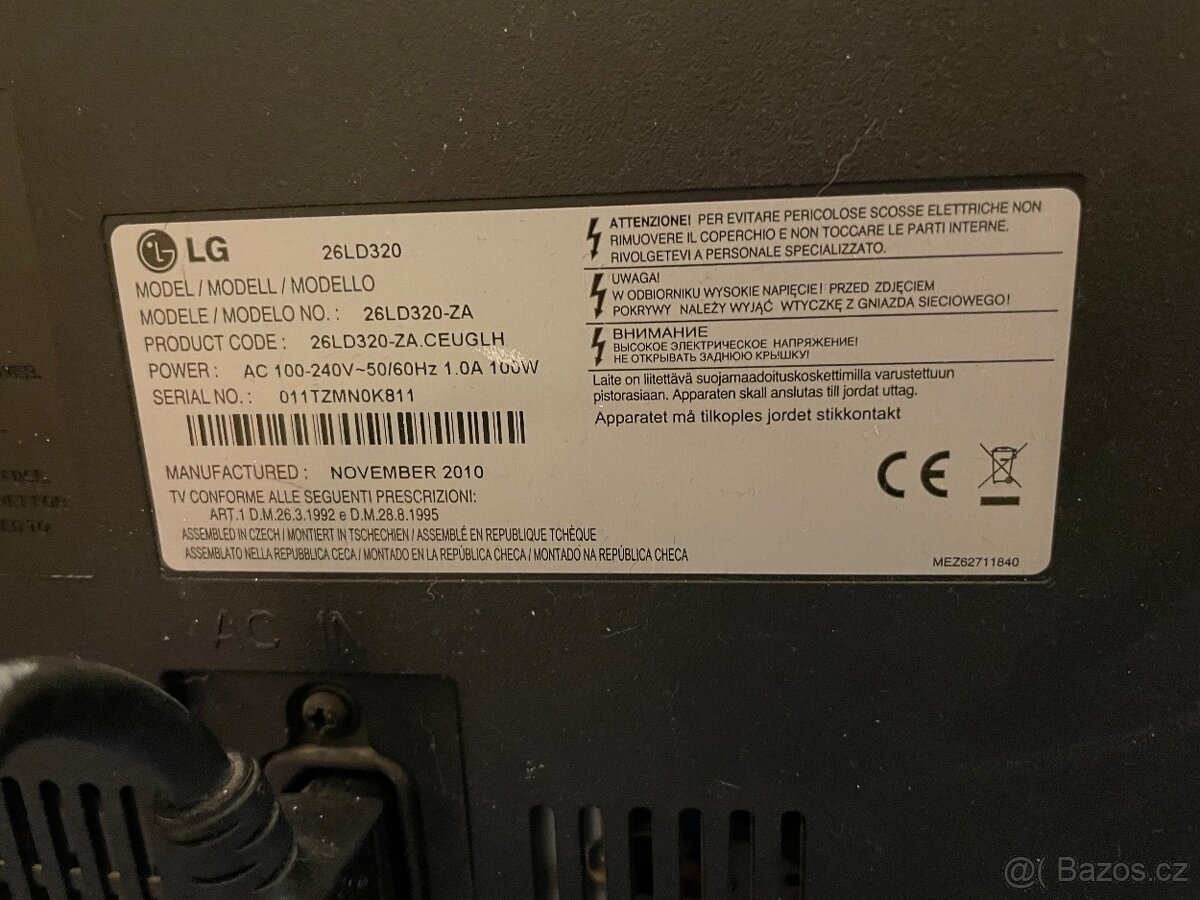 LG 26LD320
MODEL / MODELL / MODELLO
MODELE / MODELO NO. : 26LD320-ZA
PRODUCT CODE : 26LD320-ZA.CEUGLH
POWER : AC 100-240V~50/60Hz 1.0A 100W
SERIAL NO. : 011TZMN0K811
MANUFACTURED : NOVEMBER 2010
TV CONFORME ALLE SEGUENTI PRESCRIZIONI:
ART.1 D.M.26.3.1992 e D.M.28.8.1995
ASSEMBLED IN CZECH / MONTIERT IN TSCHECHIEN / ASSEMBLÉ EN REPUBLIQUE TCHÈQUE
ASSEMBLATO NELLA REPUBBLICA CECA / MONTADO EN LA REPÚBLICA CHECA / MONTADO NA REPÚBLICA CHECA
ATTENZIONE! PER EVITARE PERICOLOSE SCOSSE ELETTRICHE NON
RIMUOVERE IL COPERCHIO E NON TOCCARE LE PARTI INTERNE.
RIVOLGETEVI A PERSONALE SPECIALIZZATO.
UWAGA!
W ODBIORNIKU WYSOKIE NAPIĘCIE! PRZED ZDJĘCIEM
POKRYWY NALEŻY WYJĄĆ WTYCZKĘ Z GNIAZDA SIECIOWEGO!
ВНИМАНИЕ
ВЫСОКОЕ ЭЛЕКТРИЧЕСКОЕ НАПРЯЖЕНИЕ!
НЕ ОТКРЫВАТЬ ЗАДНЮЮ КРЫШКУ!
Laite on liitettävä suojamaadoituskoskettimilla varustettuun
pistorasiaan. Apparaten skall anslutas till jordat uttag.
Apparatet må tilkoples jordet stikkontakt
CE
MEZ62711840
AC IN
@( Bazos.cz